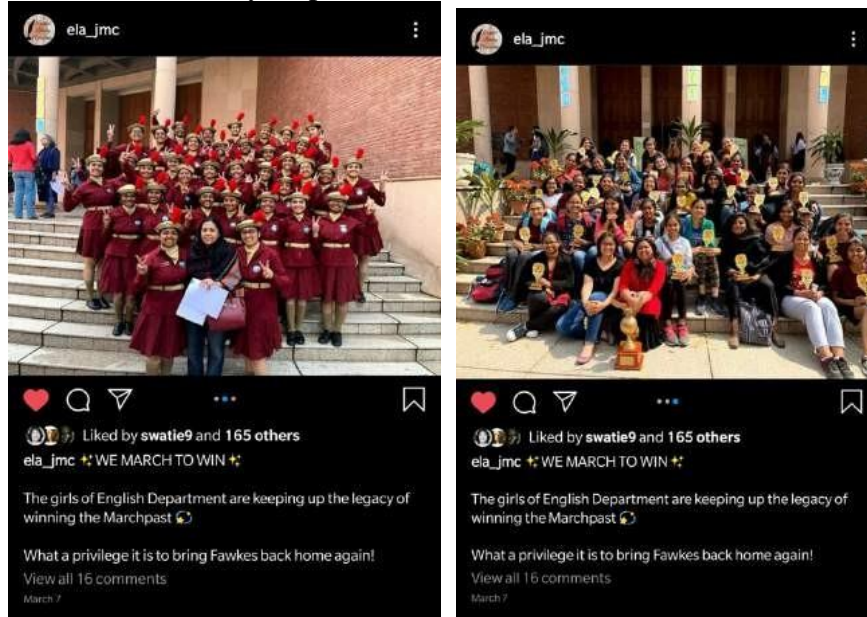 ela_jmc
Liked by swatie9 and 165 others
ela_jmc ✨WE MARCH TO WIN✨
The girls of English Department are keeping up the legacy of
winning the Marchpast 💫
What a privilege it is to bring Fawkes back home again!
View all 16 comments
March 7
ela_jmc
Liked by swatie9 and 165 others
ela_jmc ✨WE MARCH TO WIN✨
The girls of English Department are keeping up the legacy of
winning the Marchpast 💫
What a privilege it is to bring Fawkes back home again!
View all 16 comments
March 7